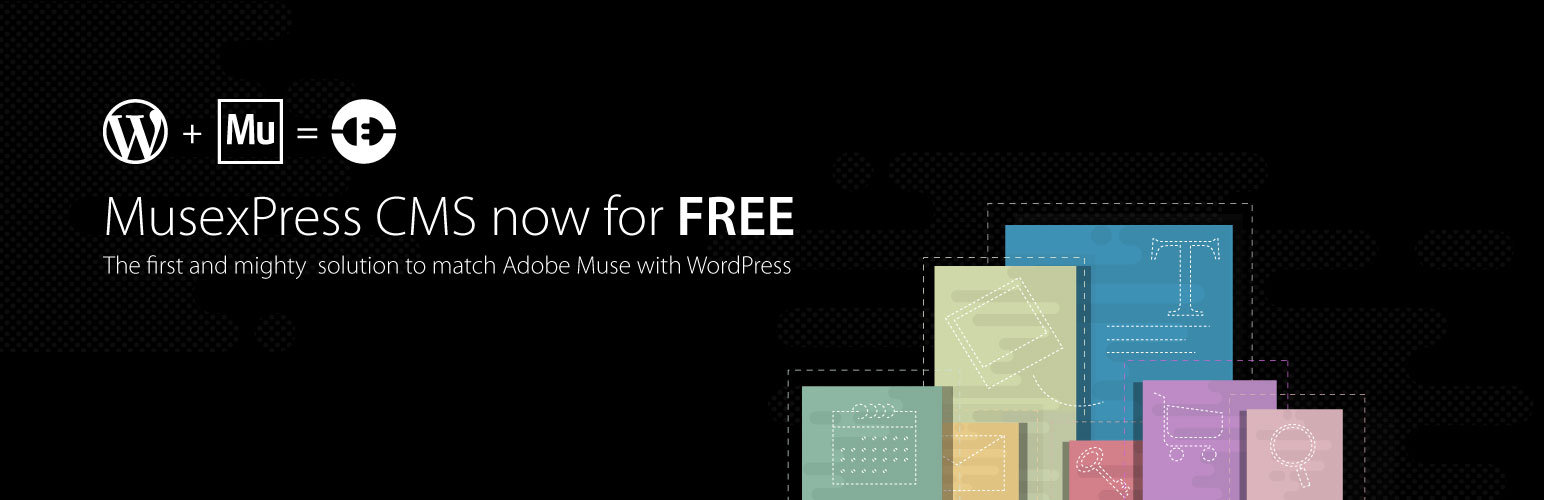 W + Mu =
MusexPress CMS now for FREE
The first and mighty solution to match Adobe Muse with WordPress
T